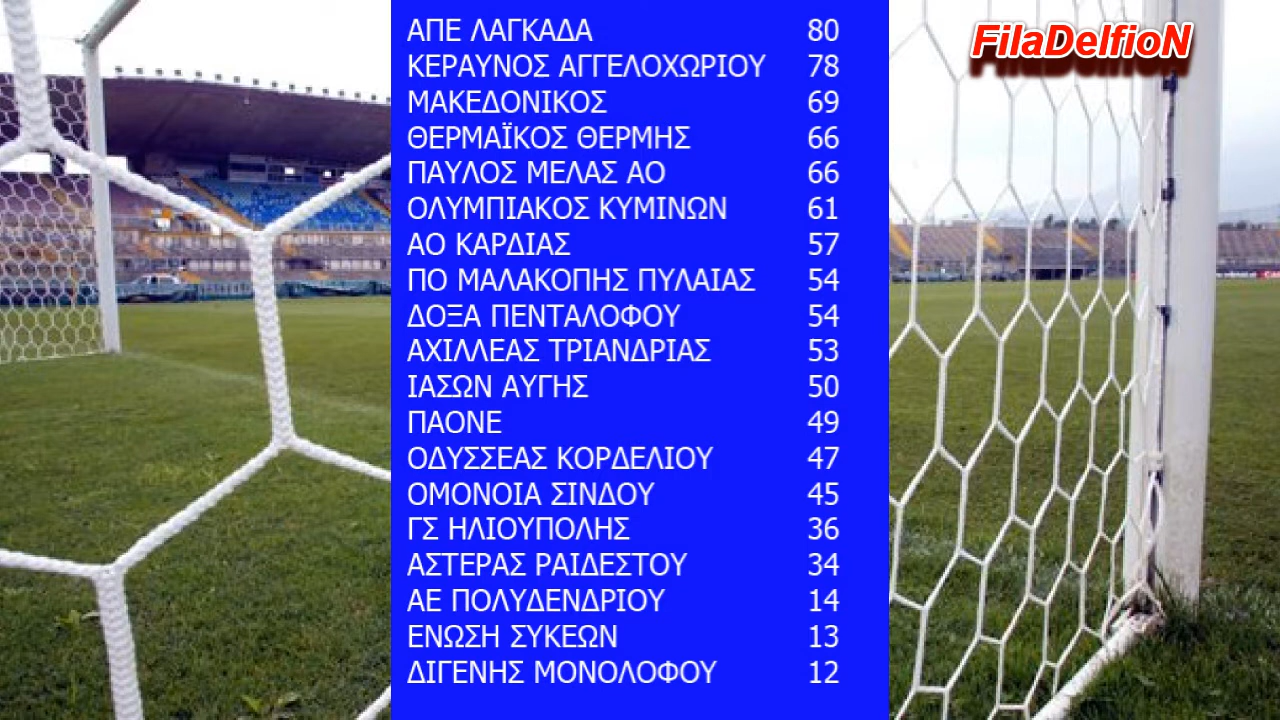 ΑΠΕ ΛΑΓΚΑΔΑ 80
ΚΕΡΑΥΝΟΣ ΑΓΓΕΛΟΧΩΡΙΟΥ 78
ΜΑΚΕΔΟΝΙΚΟΣ 69
ΘΕΡΜΑΪΚΟΣ ΘΕΡΜΗΣ 66
ΠΑΥΛΟΣ ΜΕΛΑΣ ΑΟ 66
ΟΛΥΜΠΙΑΚΟΣ ΚΥΜΙΝΩΝ 61
ΑΟ ΚΑΡΔΙΑΣ 57
ΠΟ ΜΑΛΑΚΟΠΗΣ ΠΥΛΑΙΑΣ 54
ΔΟΞΑ ΠΕΝΤΑΛΟΦΟΥ 54
ΑΧΙΛΛΕΑΣ ΤΡΙΑΝΔΡΙΑΣ 53
ΙΑΣΩΝ ΑΥΓΗΣ 50
ΠΑΟΝΕ 49
ΟΔΥΣΣΕΑΣ ΚΟΡΔΕΛΙΟΥ 47
ΟΜΟΝΟΙΑ ΣΙΝΔΟΥ 45
ΓΣ ΗΛΙΟΥΠΟΛΗΣ 36
ΑΣΤΕΡΑΣ ΡΑΙΔΕΣΤΟΥ 34
ΑΕ ΠΟΛΥΔΕΝΔΡΙΟΥ 14
ΕΝΩΣΗ ΣΥΚΕΩΝ 13
ΔΙΓΕΝΗΣ ΜΟΝΟΛΟΦΟΥ 12
FilaDelfioN